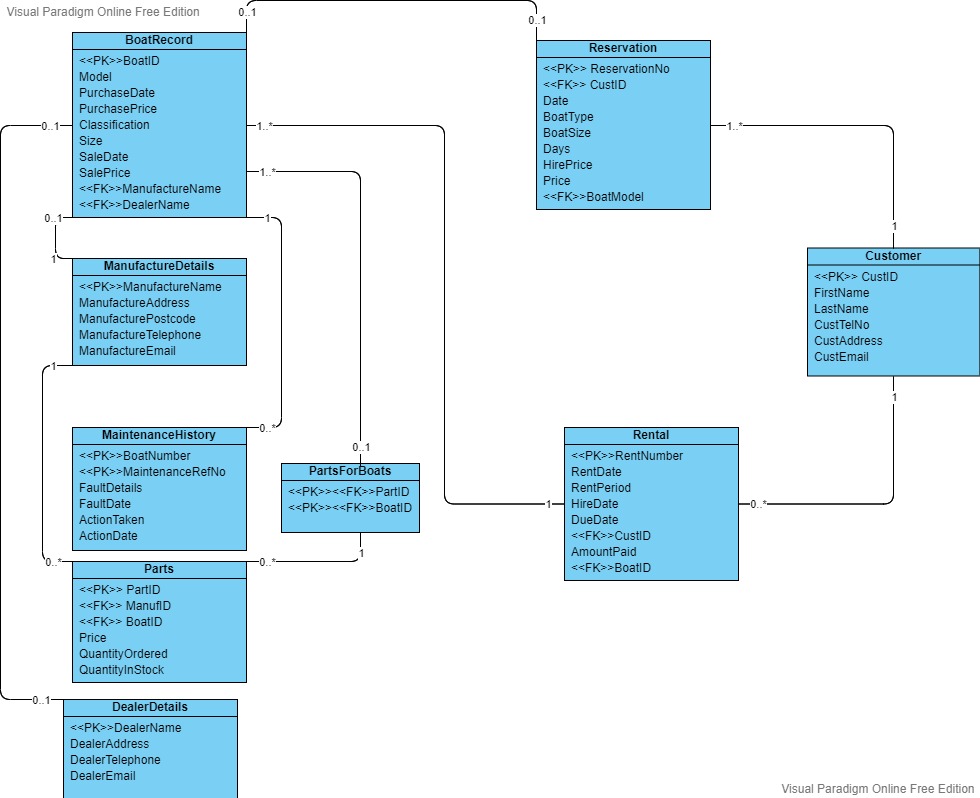 Visual Paradigm Online Free Edition
0..1
0..1
BoatRecord
<<PK>>BoatID
Model
PurchaseDate
PurchasePrice
Classification
Size
SaleDate
SalePrice
<<FK>>ManufactureName
<<FK>>DealerName
Reservation
<<PK>> ReservationNo
<<FK>> CustID
Date
BoatType
BoatSize
Days
HirePrice
Price
<<FK>>BoatModel
0..1
1..*
1..*
1..*
0..1
1
1
1
ManufactureDetails
<<PK>>ManufactureName
ManufactureAddress
ManufacturePostcode
ManufactureTelephone
ManufactureEmail
Customer
<<PK>> CustID
FirstName
LastName
CustTelNo
CustAddress
CustEmail
1
1
0..*
MaintenanceHistory
<<PK>>BoatNumber
<<PK>>MaintenanceRefNo
FaultDetails
FaultDate
ActionTaken
ActionDate
0..1
PartsForBoats
<<PK>><<FK>>PartID
<<PK>><<FK>>BoatID
Rental
<<PK>>RentNumber
RentDate
RentPeriod
HireDate
DueDate
<<FK>>CustID
AmountPaid
<<FK>>BoatID
1
0..*
1
0..*
0..*
Parts
<<PK>> PartID
<<FK>> ManufID
<<FK>> BoatID
Price
QuantityOrdered
QuantityInStock
0..1
DealerDetails
<<PK>>DealerName
DealerAddress
DealerTelephone
DealerEmail
Visual Paradigm Online Free Edition